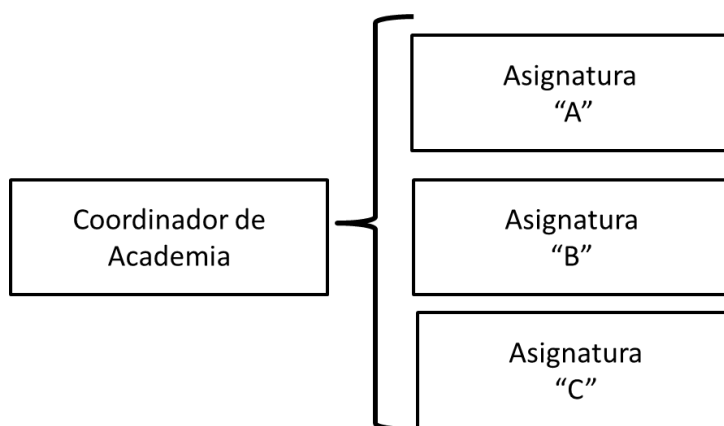 Asignatura
“A”
Coordinador de
Academia
Asignatura
“B”
Asignatura
“C”